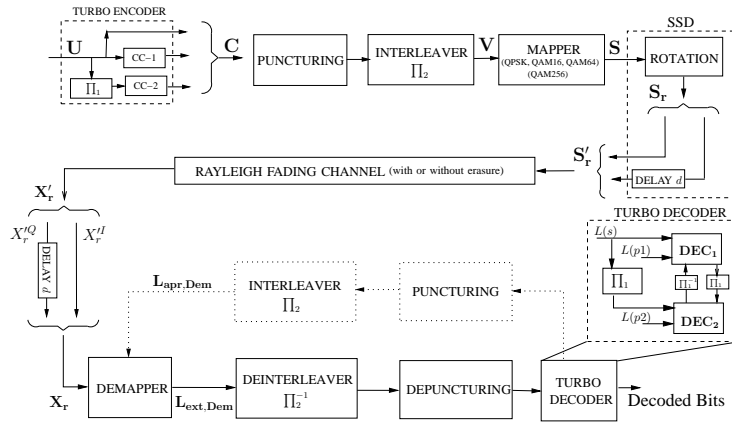 TURBO ENCODER
U
CC−1
Π₁
CC−2
C
PUNCTURING
INTERLEAVER
Π₂
V
MAPPER
(QPSK, QAM16, QAM64)
(QAM256)
S
SSD
ROTATION
Sᵣ
DELAY d
S′ᵣ
RAYLEIGH FADING CHANNEL (with or without erasure)
X′ᵣ
X′ᵣQ
X′ᵣI
DELAY d
TURBO DECODER
L(s)
L(p1)
DEC₁
Π₁
Π₁⁻¹
Π₁
L(p2)
DEC₂
L_apr,Dem
INTERLEAVER
Π₂
PUNCTURING
Xᵣ
DEMAPPER
L_ext,Dem
DEINTERLEAVER
Π₂⁻¹
DEPUNCTURING
TURBO
DECODER
Decoded Bits